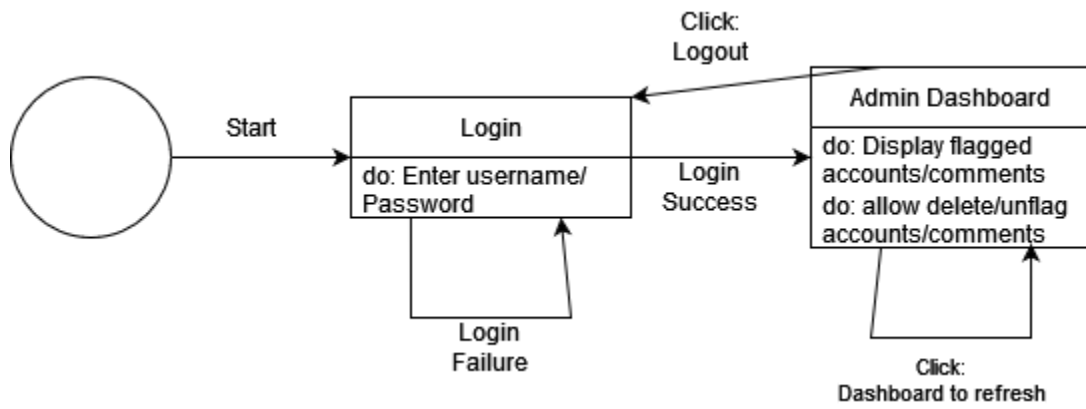 Click:
Logout
Start
Login
do: Enter username/
Password
Login
Success
Admin Dashboard
do: Display flagged
accounts/comments
do: allow delete/unflag
accounts/comments
Login
Failure
Click:
Dashboard to refresh